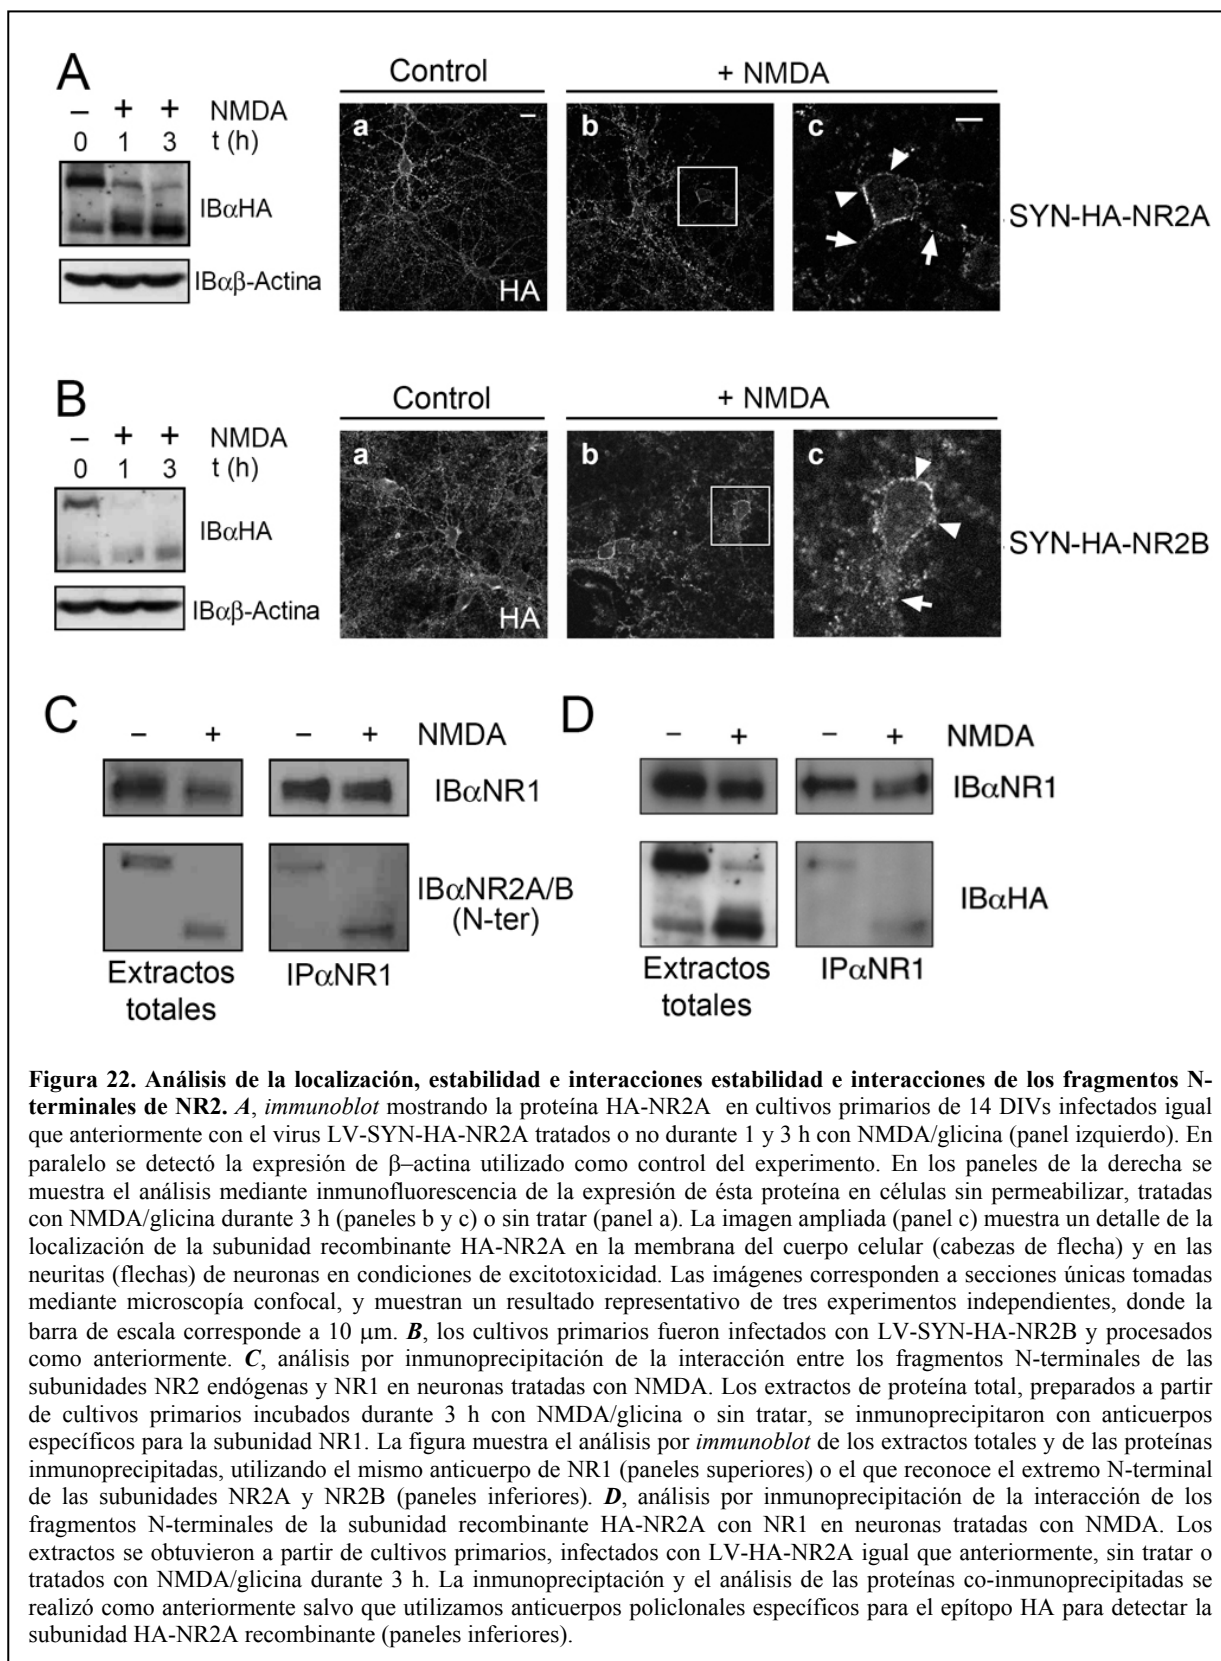 A
Control
+ NMDA
– + + NMDA
0 1 3 t (h)
IBαHA
IBαβ-Actina
a
HA
b
c
SYN-HA-NR2A
B
Control
+ NMDA
– + + NMDA
0 1 3 t (h)
IBαHA
IBαβ-Actina
a
HA
b
c
SYN-HA-NR2B
C
– + – + NMDA
IBαNR1
IBαNR2A/B
(N-ter)
Extractos
totales
IPαNR1
D
– + – + NMDA
IBαNR1
IBαHA
Extractos
totales
IPαNR1
Figura 22. Análisis de la localización, estabilidad e interacciones estabilidad e interacciones de los fragmentos N-
terminales de NR2. A, immunoblot mostrando la proteína HA-NR2A en cultivos primarios de 14 DIVs infectados igual
que anteriormente con el virus LV-SYN-HA-NR2A tratados o no durante 1 y 3 h con NMDA/glicina (panel izquierdo). En
paralelo se detectó la expresión de β–actina utilizado como control del experimento. En los paneles de la derecha se
muestra el análisis mediante inmunofluorescencia de la expresión de ésta proteína en células sin permeabilizar, tratadas
con NMDA/glicina durante 3 h (paneles b y c) o sin tratar (panel a). La imagen ampliada (panel c) muestra un detalle de la
localización de la subunidad recombinante HA-NR2A en la membrana del cuerpo celular (cabezas de flecha) y en las
neuritas (flechas) de neuronas en condiciones de excitotoxicidad. Las imágenes corresponden a secciones únicas tomadas
mediante microscopía confocal, y muestran un resultado representativo de tres experimentos independientes, donde la
barra de escala corresponde a 10 μm. B, los cultivos primarios fueron infectados con LV-SYN-HA-NR2B y procesados
como anteriormente. C, análisis por inmunoprecipitación de la interacción entre los fragmentos N-terminales de las
subunidades NR2 endógenas y NR1 en neuronas tratadas con NMDA. Los extractos de proteína total, preparados a partir
de cultivos primarios incubados durante 3 h con NMDA/glicina o sin tratar, se inmunoprecipitaron con anticuerpos
específicos para la subunidad NR1. La figura muestra el análisis por immunoblot de los extractos totales y de las proteínas
inmunoprecipitadas, utilizando el mismo anticuerpo de NR1 (paneles superiores) o el que reconoce el extremo N-terminal
de las subunidades NR2A y NR2B (paneles inferiores). D, análisis por inmunoprecipitación de la interacción de los
fragmentos N-terminales de la subunidad recombinante HA-NR2A con NR1 en neuronas tratadas con NMDA. Los
extractos se obtuvieron a partir de cultivos primarios, infectados con LV-HA-NR2A igual que anteriormente, sin tratar o
tratados con NMDA/glicina durante 3 h. La inmunopreciptación y el análisis de las proteínas co-inmunoprecipitadas se
realizó como anteriormente salvo que utilizamos anticuerpos policlonales específicos para el epítopo HA para detectar la
subunidad HA-NR2A recombinante (paneles inferiores).